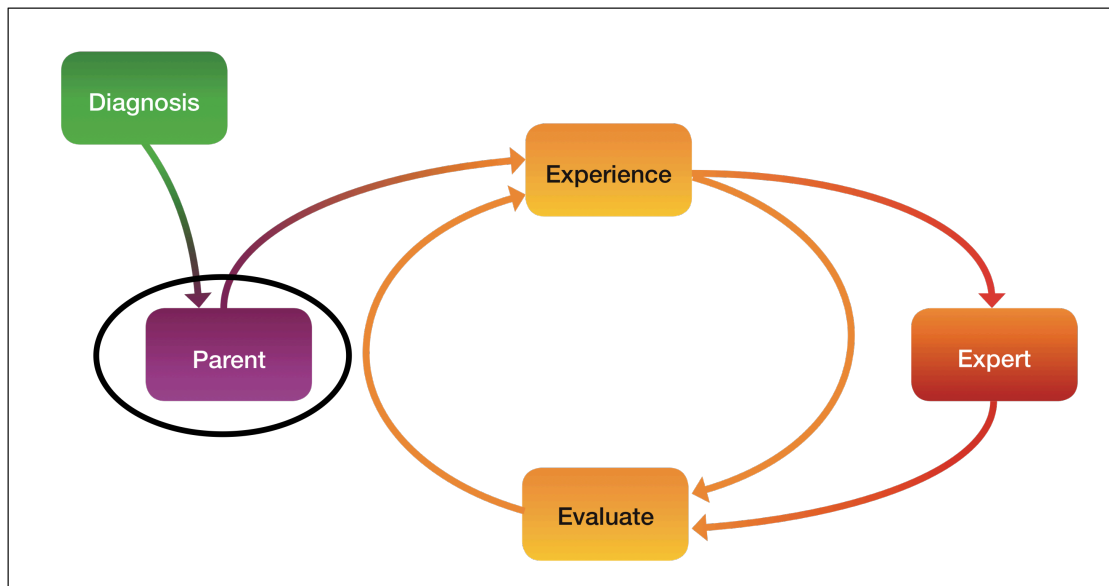 Diagnosis
Experience
Parent
Expert
Evaluate